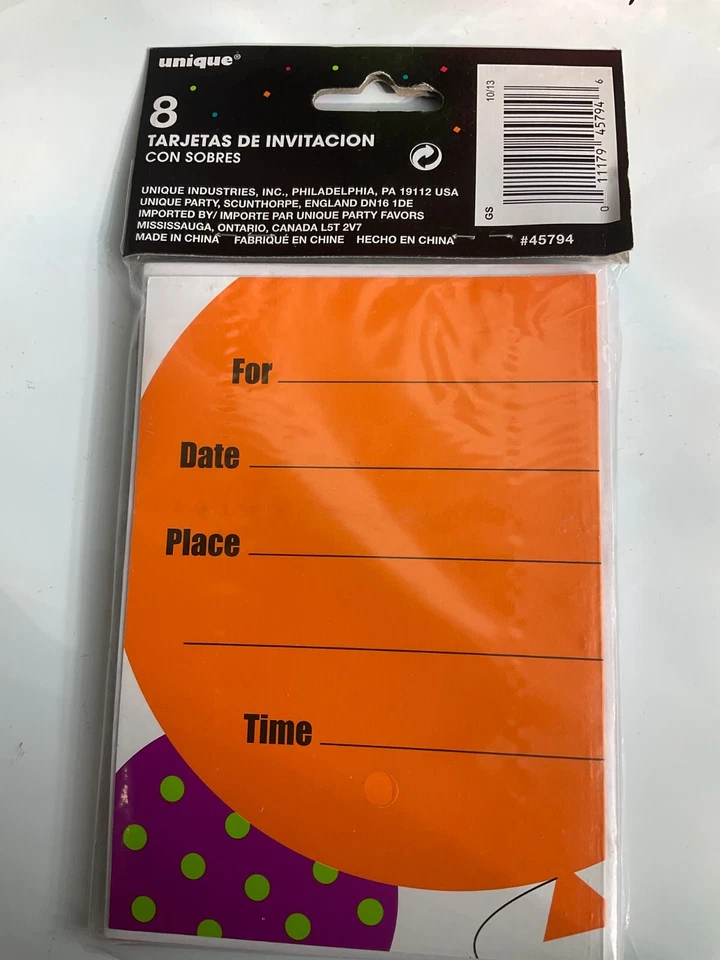 unique®
8
TARJETAS DE INVITACION
CON SOBRES
UNIQUE INDUSTRIES, INC., PHILADELPHIA, PA 19112 USA
UNIQUE PARTY, SCUNTHORPE, ENGLAND DN16 1DE
IMPORTED BY/ IMPORTE PAR UNIQUE PARTY FAVORS
MISSISSAUGA, ONTARIO, CANADA L5T 2V7
MADE IN CHINA FABRIQUÉ EN CHINE HECHO EN CHINA
#45794
GS
10/13
0 11179 45794 6
For
Date
Place
Time